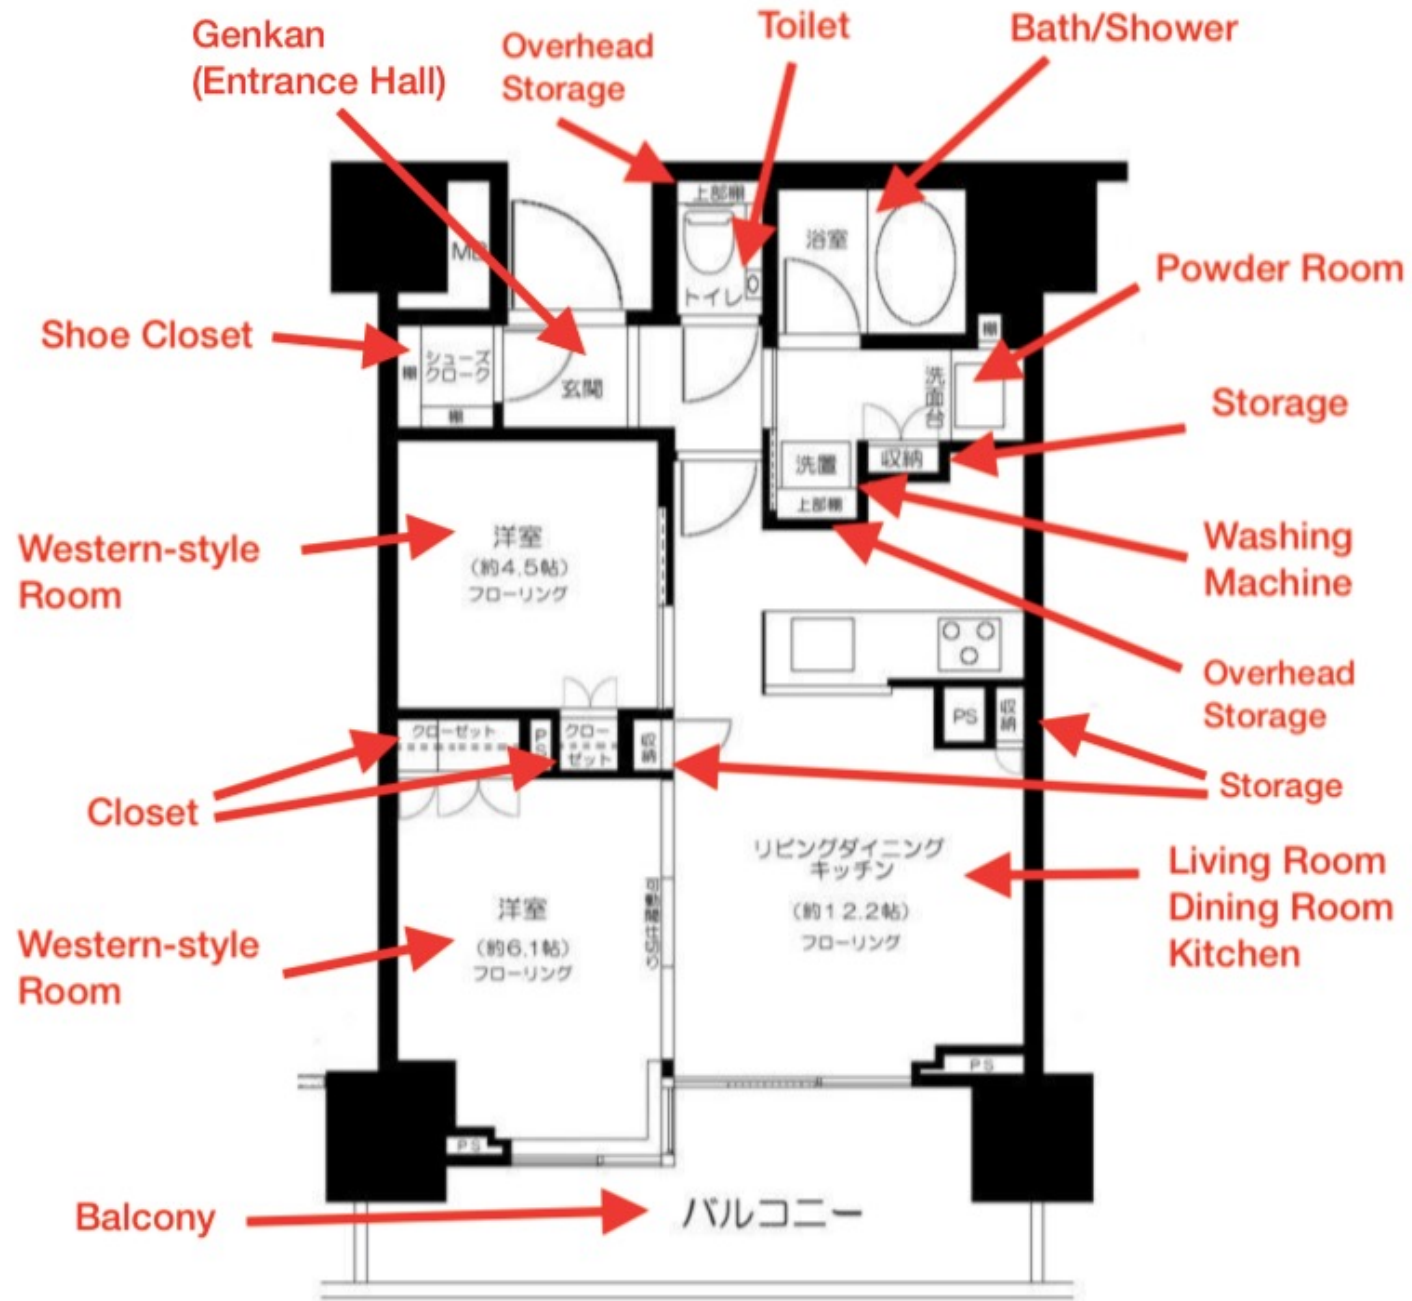 Genkan
(Entrance Hall)
Overhead
Storage
Toilet
Bath/Shower
上部棚
浴室
トイレ
Powder Room
棚
Shoe Closet
シューズ
クローク
棚
棚
玄関
洗面台
Storage
洗置
収納
上部棚
Western-style
Room
洋室
(約4.5帖)
フローリング
Washing
Machine
Overhead
Storage
PS
収納
クローゼット
PS
クロー
ゼット
収納
Closet
Storage
リビングダイニング
キッチン
(約12.2帖)
フローリング
Living Room
Dining Room
Kitchen
Western-style
Room
洋室
(約6.1帖)
フローリング
可動間仕切り
PS
PS
Balcony
バルコニー